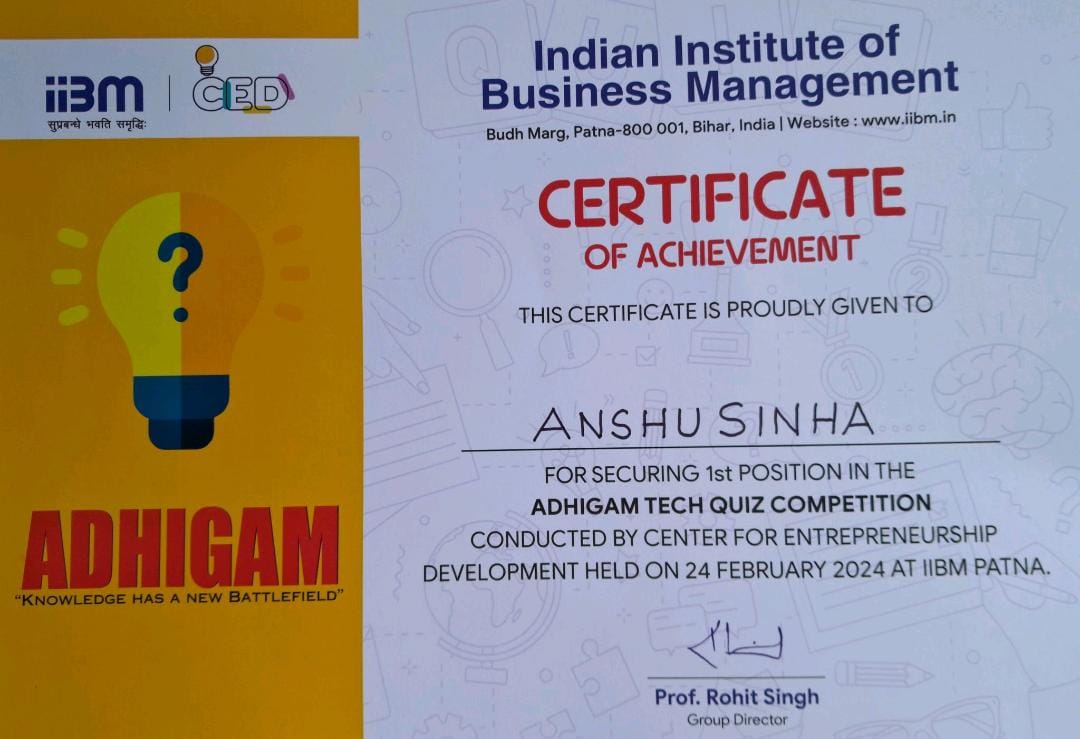 iiBM | CED
सुप्रबन्धे भवति समृद्धिः
?
ADHIGAM
“KNOWLEDGE HAS A NEW BATTLEFIELD”
Indian Institute of
Business Management
Budh Marg, Patna-800 001, Bihar, India | Website : www.iibm.in
CERTIFICATE
OF ACHIEVEMENT
THIS CERTIFICATE IS PROUDLY GIVEN TO
ANSHU SINHA
FOR SECURING 1st POSITION IN THE
ADHIGAM TECH QUIZ COMPETITION
CONDUCTED BY CENTER FOR ENTREPRENEURSHIP
DEVELOPMENT HELD ON 24 FEBRUARY 2024 AT IIBM PATNA.
Prof. Rohit Singh
Group Director